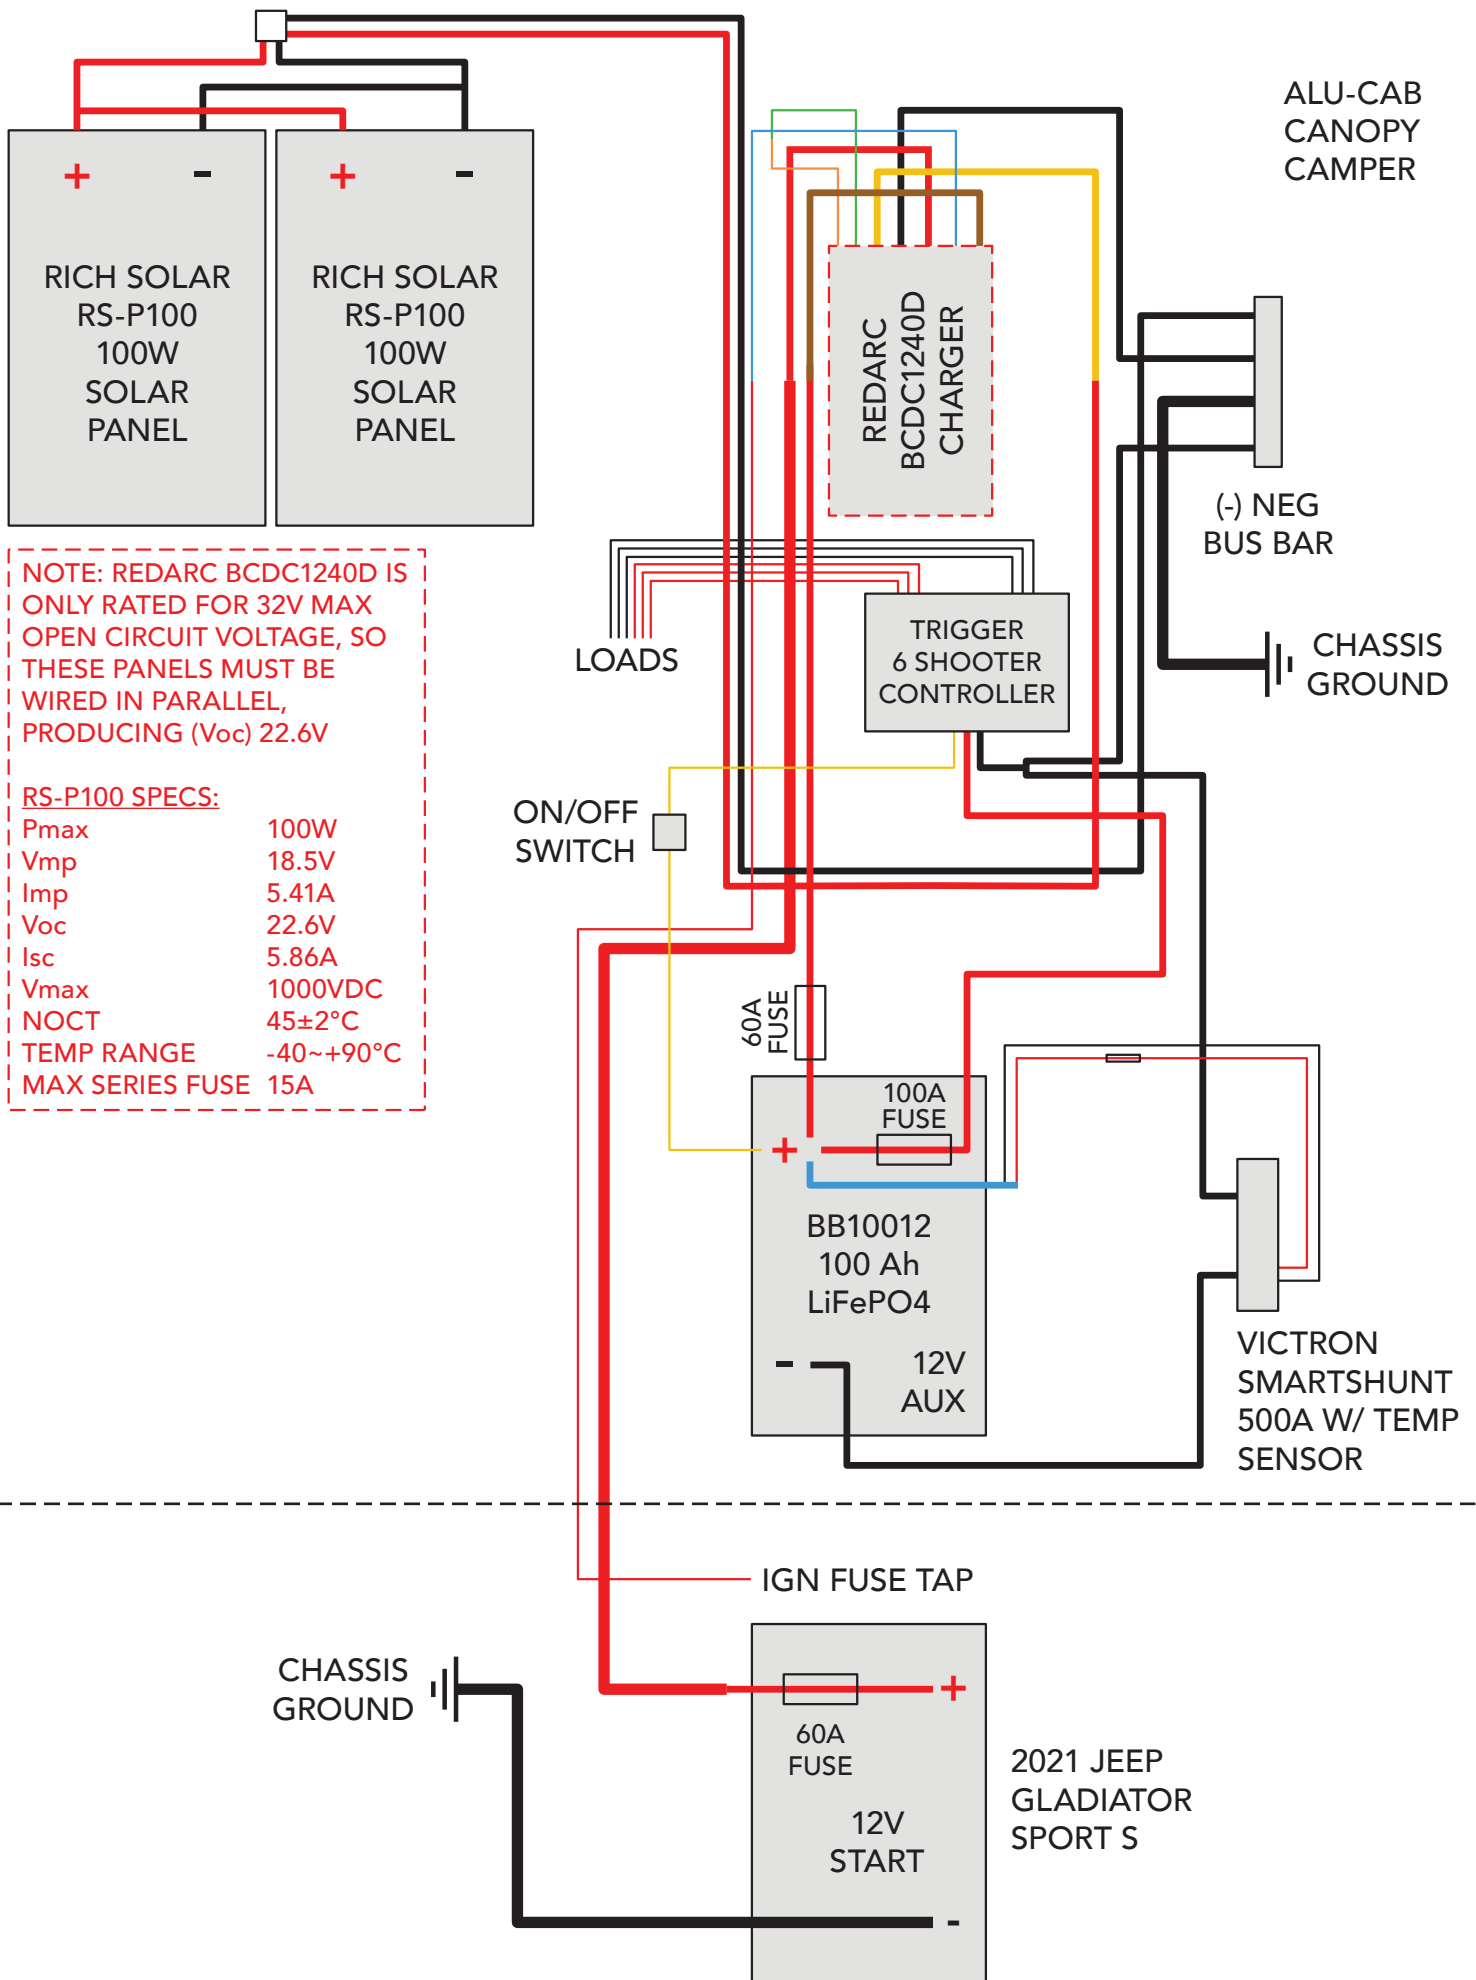 ALU-CAB
CANOPY
CAMPER
+
-
+
-
RICH SOLAR
RS-P100
100W
SOLAR
PANEL
RICH SOLAR
RS-P100
100W
SOLAR
PANEL
REDARC
BCDC1240D
CHARGER
(-) NEG
BUS BAR
NOTE: REDARC BCDC1240D IS
ONLY RATED FOR 32V MAX
OPEN CIRCUIT VOLTAGE, SO
THESE PANELS MUST BE
WIRED IN PARALLEL,
PRODUCING (Voc) 22.6V
RS-P100 SPECS:
Pmax 100W
Vmp 18.5V
Imp 5.41A
Voc 22.6V
Isc 5.86A
Vmax 1000VDC
NOCT 45±2°C
TEMP RANGE -40~+90°C
MAX SERIES FUSE 15A
LOADS
TRIGGER
6 SHOOTER
CONTROLLER
CHASSIS
GROUND
ON/OFF
SWITCH
60A
FUSE
100A
FUSE
+
BB10012
100 Ah
LiFePO4
-
12V
AUX
VICTRON
SMARTSHUNT
500A W/ TEMP
SENSOR
IGN FUSE TAP
CHASSIS
GROUND
+
60A
FUSE
12V
START
-
2021 JEEP
GLADIATOR
SPORT S